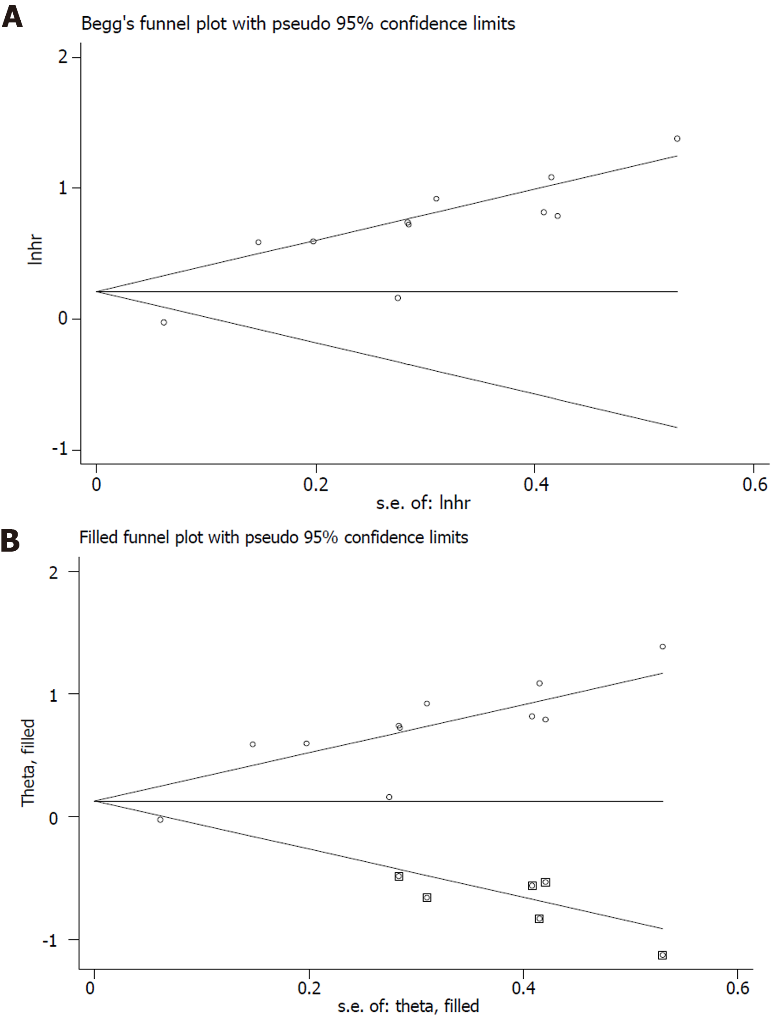 A
Begg's funnel plot with pseudo 95% confidence limits
2
1
0
-1
lnhr
0 0.2 0.4 0.6
s.e. of: lnhr
B
Filled funnel plot with pseudo 95% confidence limits
2
1
0
-1
Theta, filled
0 0.2 0.4 0.6
s.e. of: theta, filled